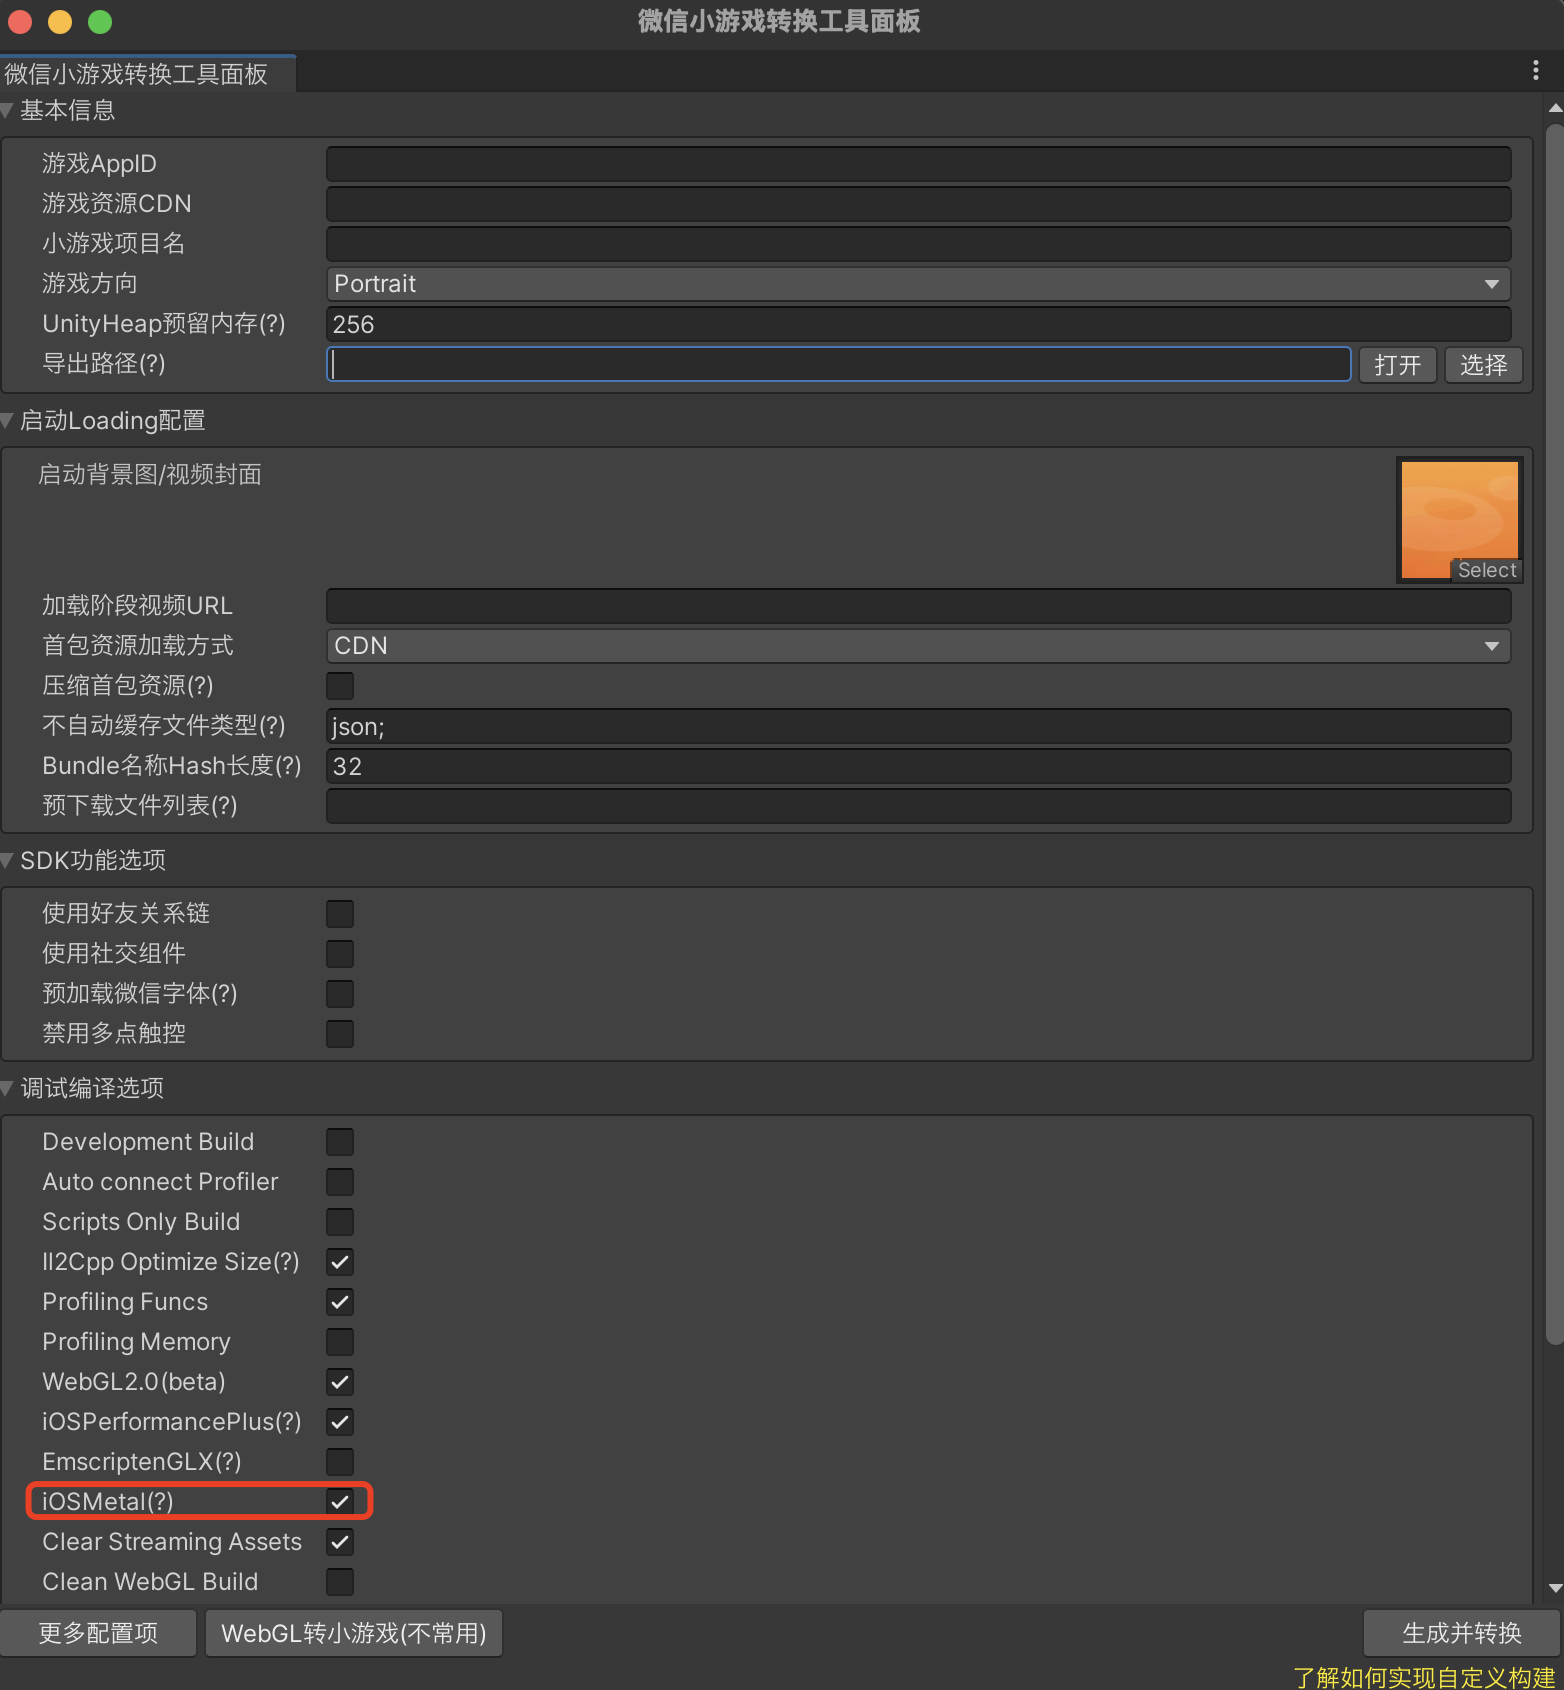 微信小游戏转换工具面板
微信小游戏转换工具面板
基本信息
游戏AppID
游戏资源CDN
小游戏项目名
游戏方向 Portrait
UnityHeap预留内存(?) 256
导出路径(?) 打开 选择
启动Loading配置
启动背景图/视频封面
Select
加载阶段视频URL
首包资源加载方式 CDN
压缩首包资源(?)
不自动缓存文件类型(?) json;
Bundle名称Hash长度(?) 32
预下载文件列表(?)
SDK功能选项
使用好友关系链
使用社交组件
预加载微信字体(?)
禁用多点触控
调试编译选项
Development Build
Auto connect Profiler
Scripts Only Build
Il2Cpp Optimize Size(?)
Profiling Funcs
Profiling Memory
WebGL2.0(beta)
iOSPerformancePlus(?)
EmscriptenGLX(?)
iOSMetal(?)
Clear Streaming Assets
Clean WebGL Build
更多配置项 WebGL转小游戏(不常用) 生成并转换
了解如何实现自定义构建